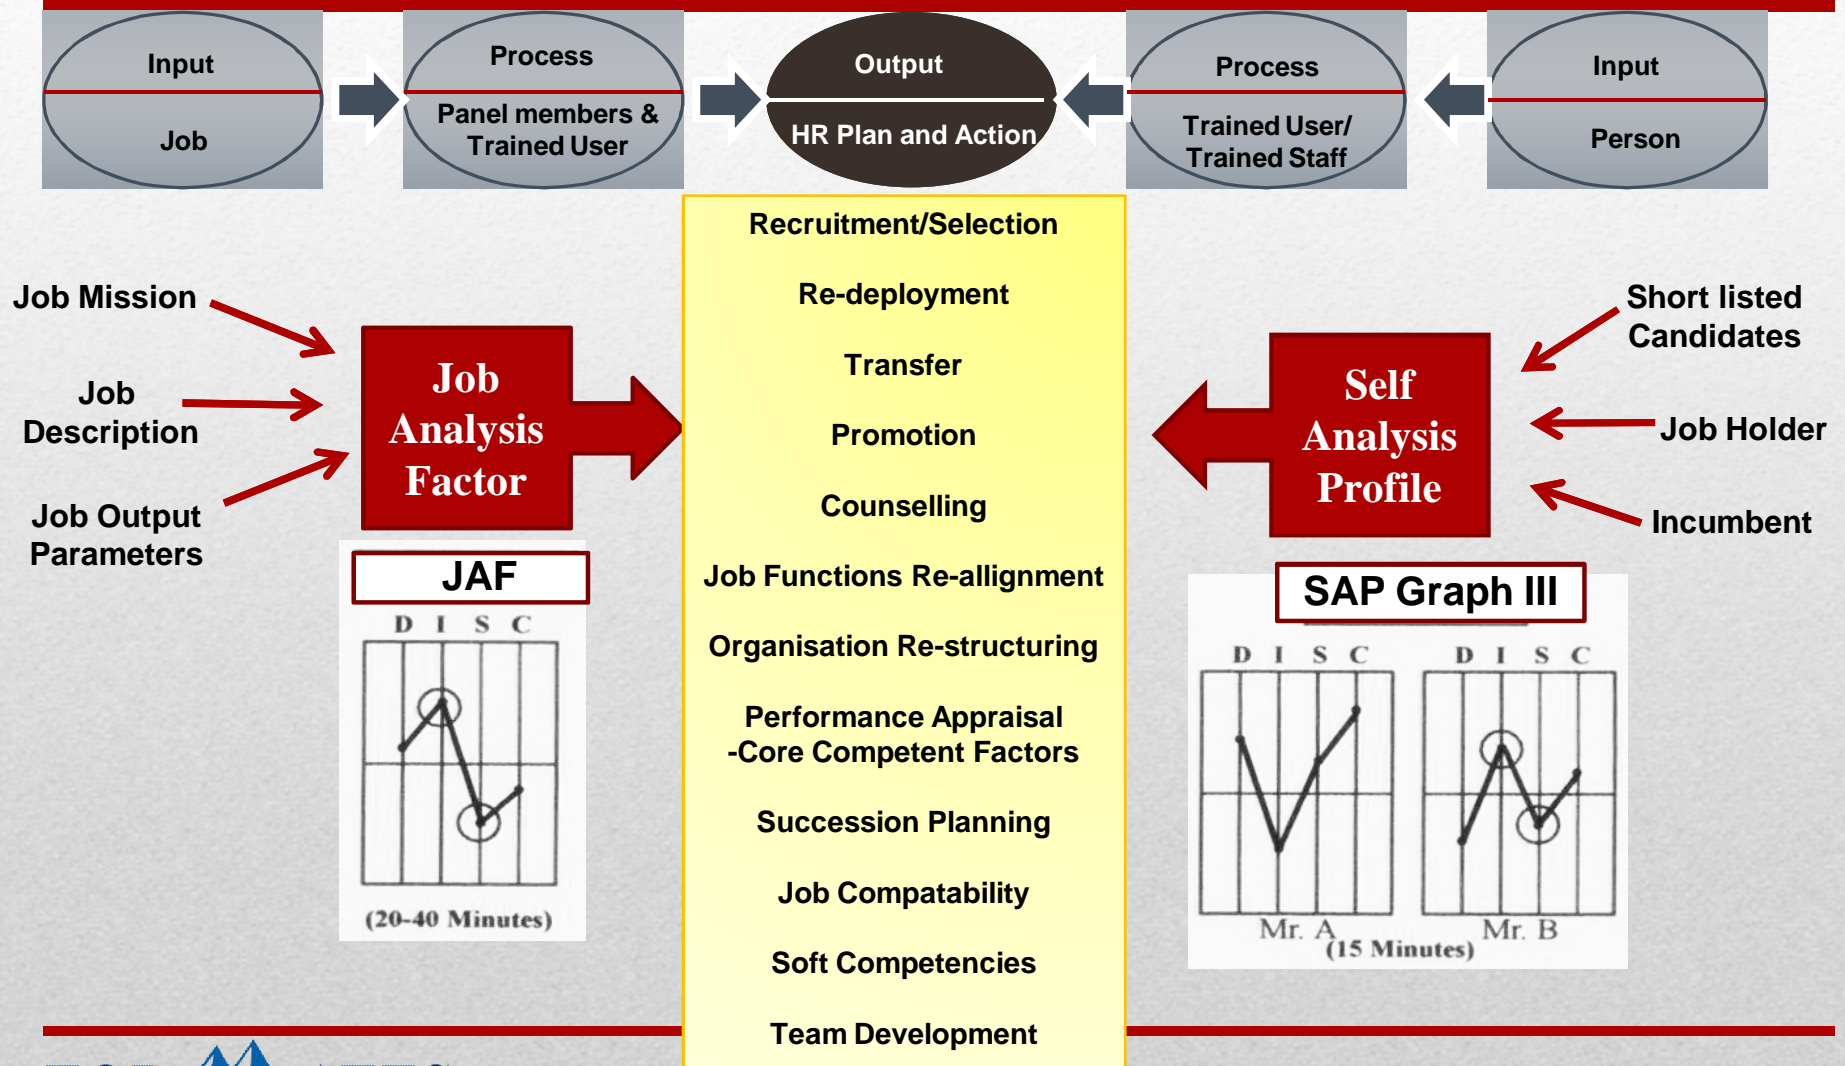 Input
Job
Process
Panel members &
Trained User
Output
HR Plan and Action
Process
Trained User/
Trained Staff
Input
Person
Job Mission
Job
Description
Job Output
Parameters
Job
Analysis
Factor
JAF
D I S C
(20-40 Minutes)
Recruitment/Selection
Re-deployment
Transfer
Promotion
Counselling
Job Functions Re-allignment
Organisation Re-structuring
Performance Appraisal
-Core Competent Factors
Succession Planning
Job Compatability
Soft Competencies
Team Development
Self
Analysis
Profile
Short listed
Candidates
Job Holder
Incumbent
SAP Graph III
D I S C
D I S C
Mr. A
Mr. B
(15 Minutes)